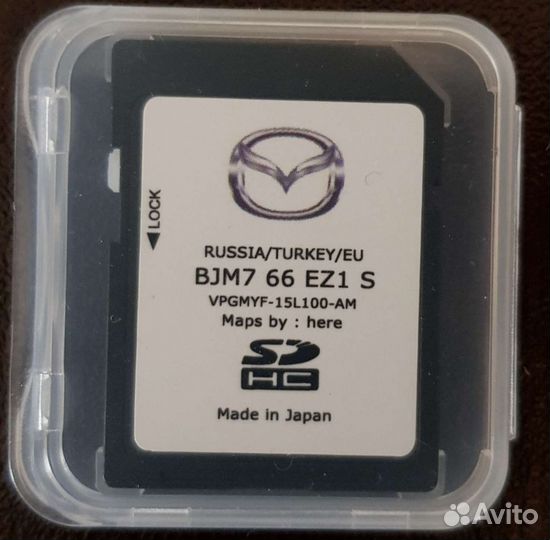 LOCK
RUSSIA/TURKEY/EU
BJM7 66 EZ1 S
VPGMYF-15L100-AM
Maps by : here
SD
HC
Made in Japan
Avito